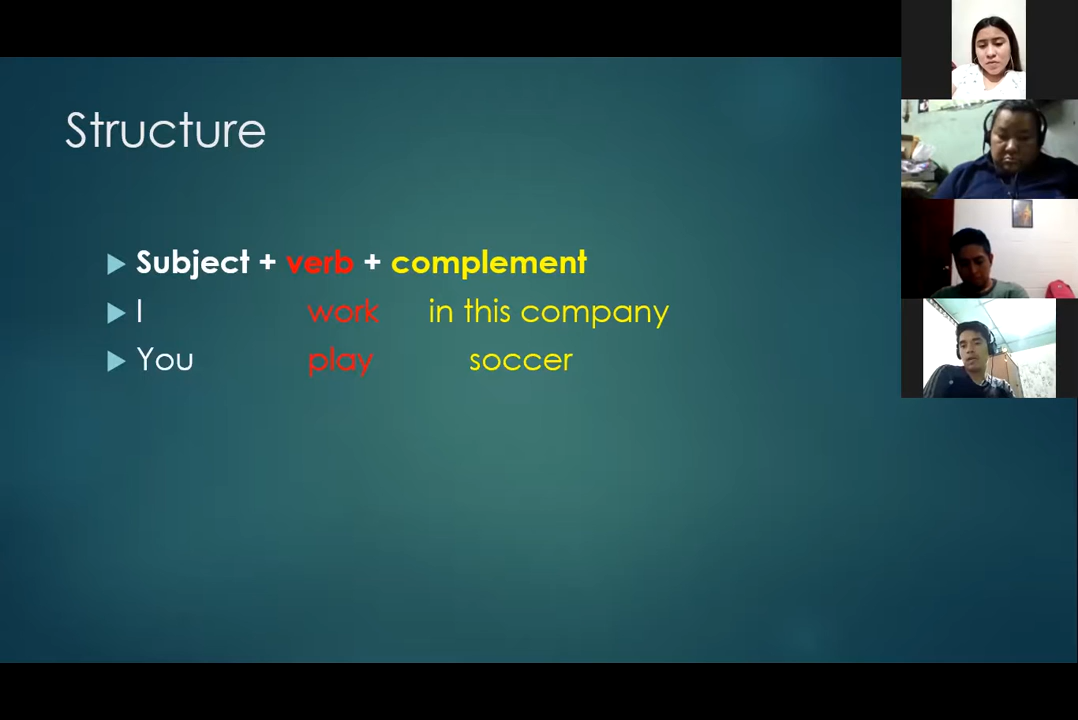 Structure
Subject + verb + complement
I work in this company
You play soccer